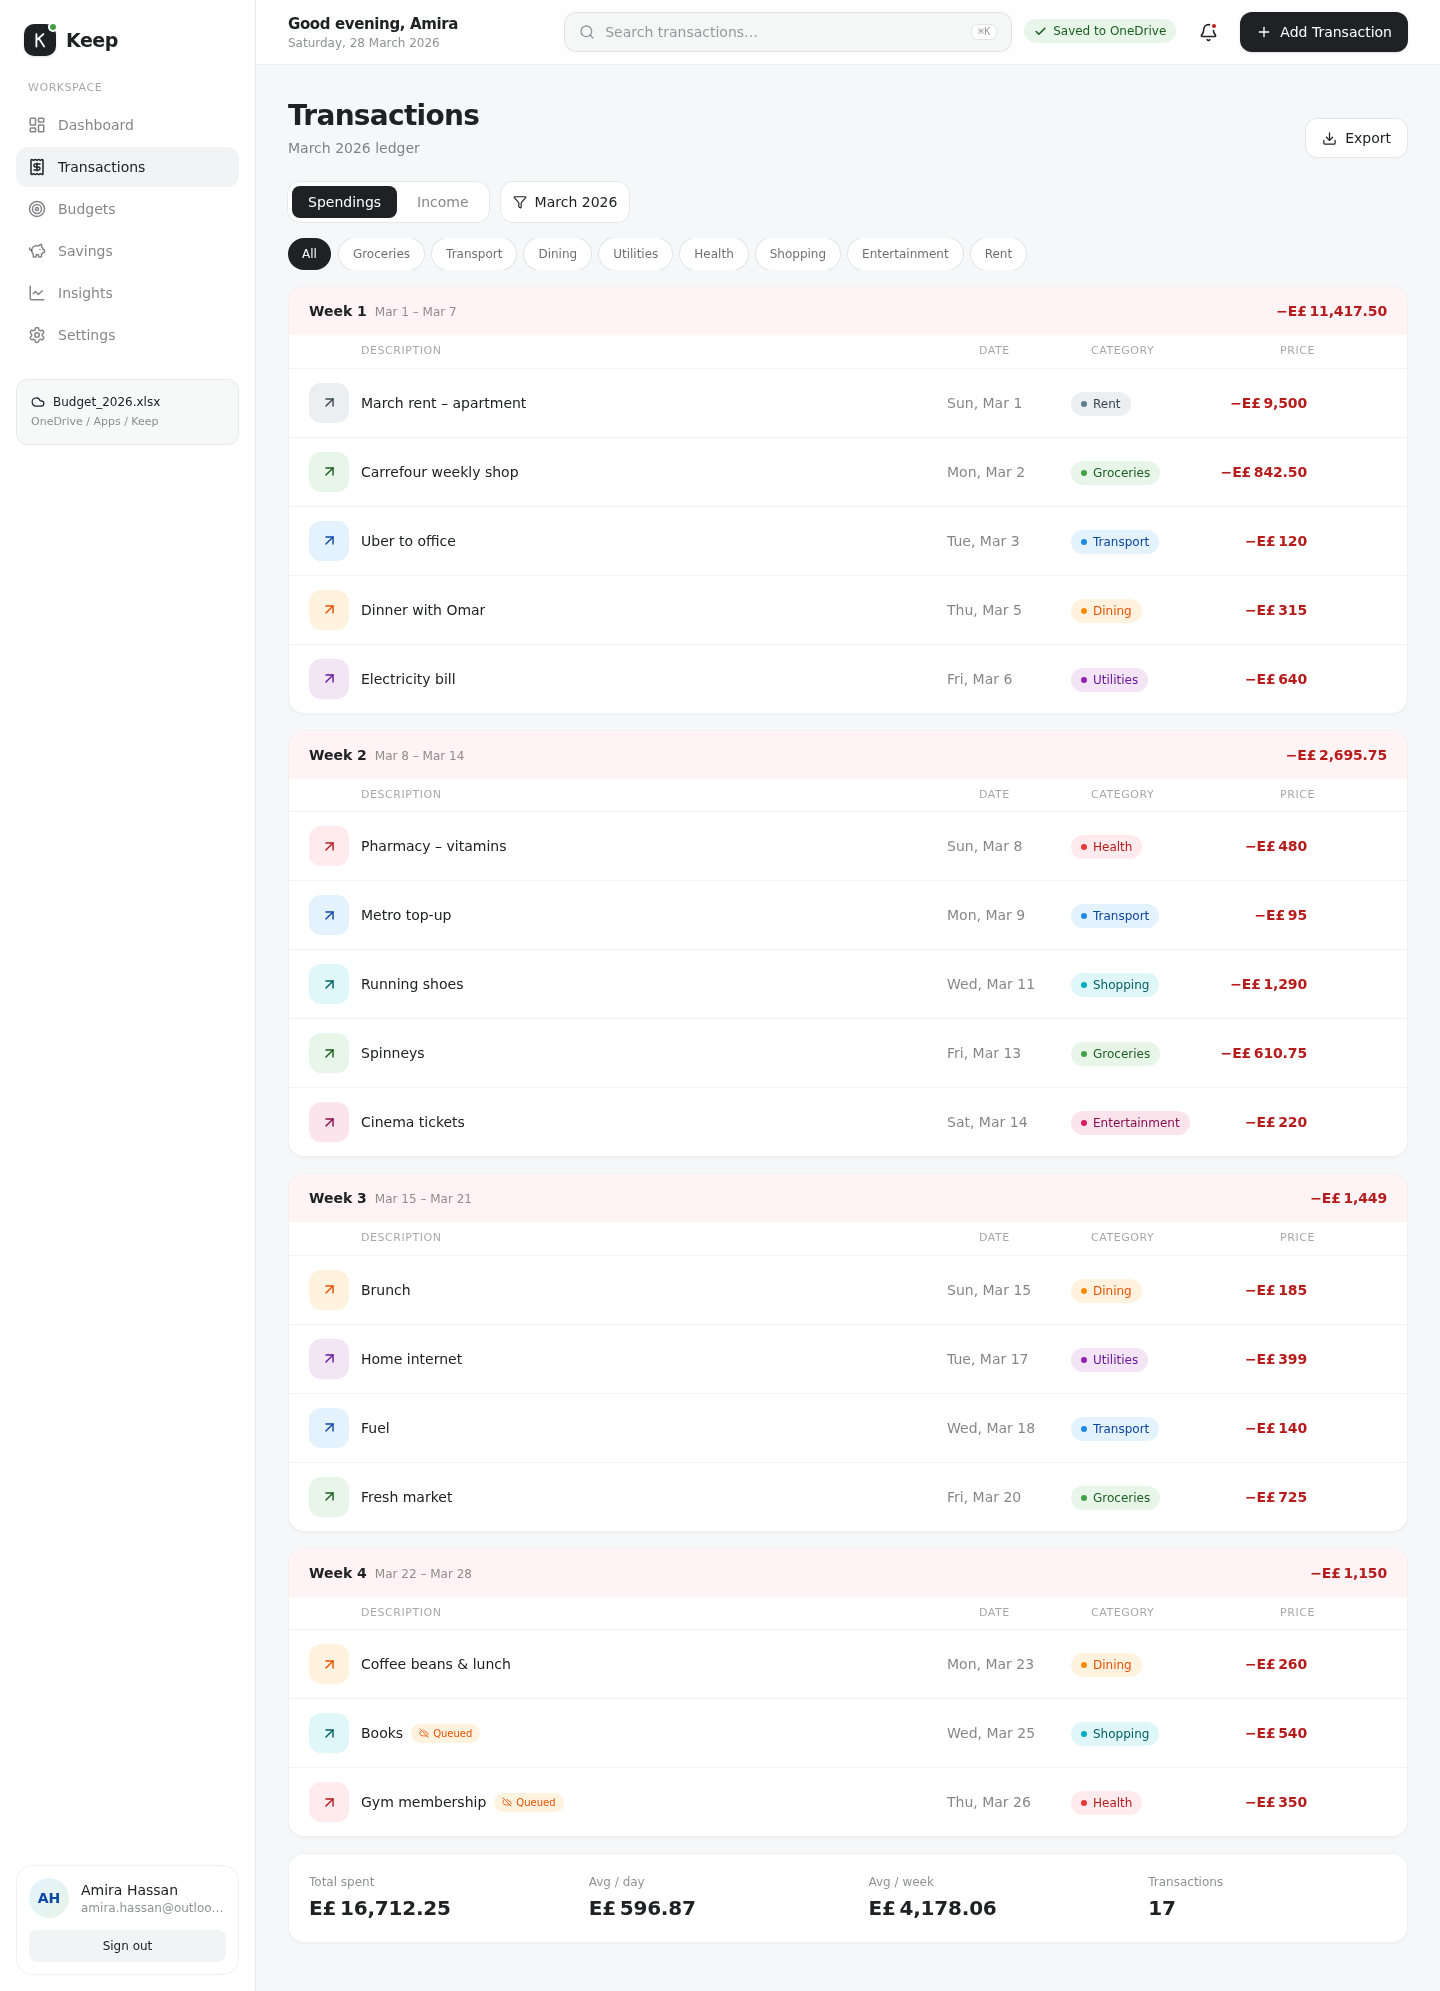 Keep
WORKSPACE
Dashboard
Transactions
Budgets
Savings
Insights
Settings
Budget_2026.xlsx
OneDrive / Apps / Keep
AH
Amira Hassan
amira.hassan@outloo…
Sign out
Good evening, Amira
Saturday, 28 March 2026
Search transactions… ⌘K
Saved to OneDrive
Add Transaction
Transactions
March 2026 ledger
Export
Spendings Income March 2026
All Groceries Transport Dining Utilities Health Shopping Entertainment Rent
Week 1 Mar 1 – Mar 7 −E£ 11,417.50
DESCRIPTION DATE CATEGORY PRICE
March rent – apartment Sun, Mar 1 Rent −E£ 9,500
Carrefour weekly shop Mon, Mar 2 Groceries −E£ 842.50
Uber to office Tue, Mar 3 Transport −E£ 120
Dinner with Omar Thu, Mar 5 Dining −E£ 315
Electricity bill Fri, Mar 6 Utilities −E£ 640
Week 2 Mar 8 – Mar 14 −E£ 2,695.75
DESCRIPTION DATE CATEGORY PRICE
Pharmacy – vitamins Sun, Mar 8 Health −E£ 480
Metro top-up Mon, Mar 9 Transport −E£ 95
Running shoes Wed, Mar 11 Shopping −E£ 1,290
Spinneys Fri, Mar 13 Groceries −E£ 610.75
Cinema tickets Sat, Mar 14 Entertainment −E£ 220
Week 3 Mar 15 – Mar 21 −E£ 1,449
DESCRIPTION DATE CATEGORY PRICE
Brunch Sun, Mar 15 Dining −E£ 185
Home internet Tue, Mar 17 Utilities −E£ 399
Fuel Wed, Mar 18 Transport −E£ 140
Fresh market Fri, Mar 20 Groceries −E£ 725
Week 4 Mar 22 – Mar 28 −E£ 1,150
DESCRIPTION DATE CATEGORY PRICE
Coffee beans & lunch Mon, Mar 23 Dining −E£ 260
Books Queued Wed, Mar 25 Shopping −E£ 540
Gym membership Queued Thu, Mar 26 Health −E£ 350
Total spent Avg / day Avg / week Transactions
E£ 16,712.25 E£ 596.87 E£ 4,178.06 17